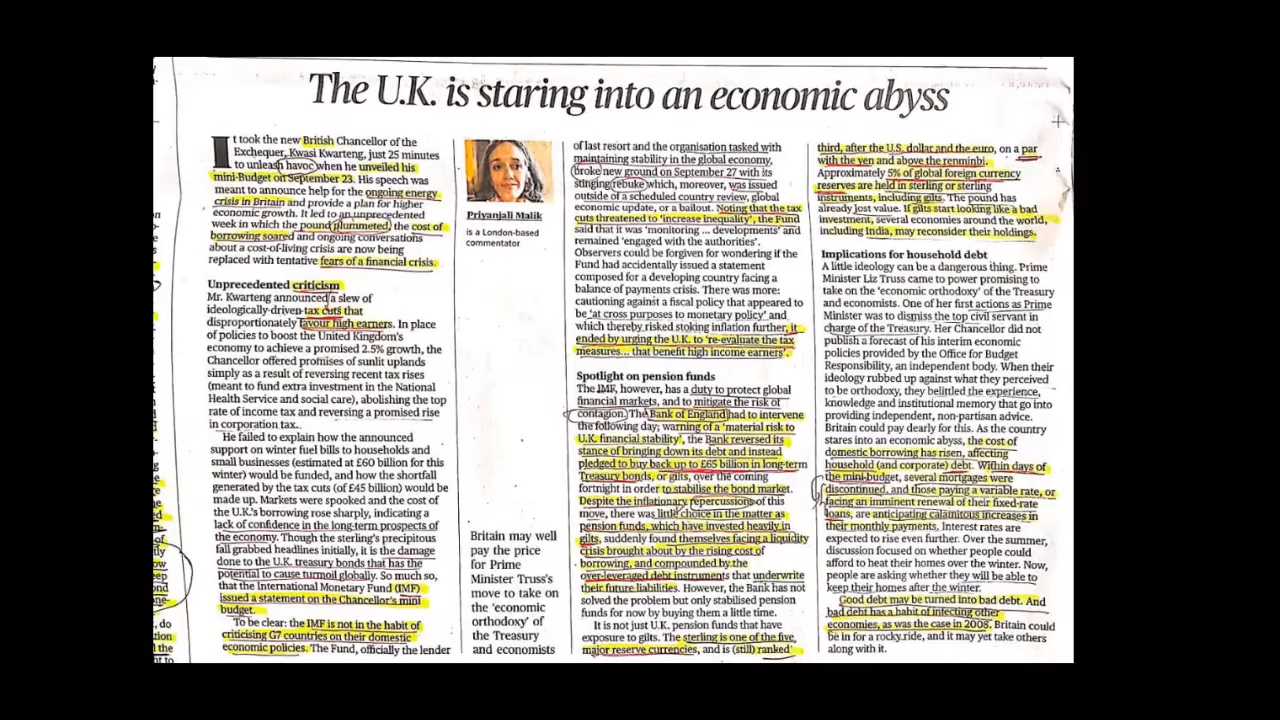 The U.K. is staring into an economic abyss
It took the new British Chancellor of the
Exchequer, Kwasi Kwarteng, just 25 minutes
to unleash havoc when he unveiled his
mini-Budget on September 23. His speech was
meant to announce help for the ongoing energy
crisis in Britain and provide a plan for higher
economic growth. It led to an unprecedented
week in which the pound plummeted, the cost of
borrowing soared and ongoing conversations
about a cost-of-living crisis are now being
replaced with tentative fears of a financial crisis.
Unprecedented criticism
Mr. Kwarteng announced a slew of
ideologically-driven tax cuts that
disproportionately favour high earners. In place
of policies to boost the United Kingdom's
economy to achieve a promised 2.5% growth, the
Chancellor offered promises of sunlit uplands
simply as a result of reversing recent tax rises
(meant to fund extra investment in the National
Health Service and social care), abolishing the top
rate of income tax and reversing a promised rise
in corporation tax.
He failed to explain how the announced
support on winter fuel bills to households and
small businesses (estimated at £60 billion for this
winter) would be funded, and how the shortfall
generated by the tax cuts (of £45 billion) would be
made up. Markets were spooked and the cost of
the U.K.'s borrowing rose sharply, indicating a
lack of confidence in the long-term prospects of
the economy. Though the sterling's precipitous
fall grabbed headlines initially, it is the damage
done to the U.K. treasury bonds that has the
potential to cause turmoil globally. So much so,
that the International Monetary Fund (IMF)
issued a statement on the Chancellor's mini
budget.
To be clear: the IMF is not in the habit of
criticising G7 countries on their domestic
economic policies. The Fund, officially the lender
Priyanjali Malik
is a London-based
commentator
Britain may well
pay the price
for Prime
Minister Truss's
move to take on
the 'economic
orthodoxy' of
the Treasury
and economists
of last resort and the organisation tasked with
maintaining stability in the global economy,
broke new ground on September 27 with its
stinging rebuke which, moreover, was issued
outside of a scheduled country review, global
economic update, or a bailout. Noting that the tax
cuts threatened to 'increase inequality', the Fund
said that it was 'monitoring ... developments' and
remained 'engaged with the authorities'.
Observers could be forgiven for wondering if the
Fund had accidentally issued a statement
composed for a developing country facing a
balance of payments crisis. There was more:
cautioning against a fiscal policy that appeared to
be 'at cross purposes to monetary policy' and
which thereby risked stoking inflation further, it
ended by urging the U.K. to 're-evaluate the tax
measures... that benefit high income earners'.
Spotlight on pension funds
The IMF, however, has a duty to protect global
financial markets, and to mitigate the risk of
contagion. The Bank of England had to intervene
the following day; warning of a 'material risk to
U.K. financial stability', the Bank reversed its
stance of bringing down its debt and instead
pledged to buy back up to £65 billion in long-term
Treasury bonds, or gilts, over the coming
fortnight in order to stabilise the bond market.
Despite the inflationary repercussions of this
move, there was little choice in the matter as
pension funds, which have invested heavily in
gilts, suddenly found themselves facing a liquidity
crisis brought about by the rising cost of
borrowing, and compounded by the
over-leveraged debt instruments that underwrite
their future liabilities. However, the Bank has not
solved the problem but only stabilised pension
funds for now by buying them a little time.
It is not just U.K. pension funds that have
exposure to gilts. The sterling is one of the five
major reserve currencies, and is (still) ranked
third, after the U.S. dollar and the euro, on a par
with the yen and above the renminbi.
Approximately 5% of global foreign currency
reserves are held in sterling or sterling
instruments, including gilts. The pound has
already lost value. If gilts start looking like a bad
investment, several economies around the world,
including India, may reconsider their holdings.
Implications for household debt
A little ideology can be a dangerous thing. Prime
Minister Liz Truss came to power promising to
take on the 'economic orthodoxy' of the Treasury
and economists. One of her first actions as Prime
Minister was to dismiss the top civil servant in
charge of the Treasury. Her Chancellor did not
publish a forecast of his interim economic
policies provided by the Office for Budget
Responsibility, an independent body. When their
ideology rubbed up against what they perceived
to be orthodoxy, they belittled the experience,
knowledge and institutional memory that go into
providing independent, non-partisan advice.
Britain could pay dearly for this. As the country
stares into an economic abyss, the cost of
domestic borrowing has risen, affecting
household (and corporate) debt. Within days of
the mini-budget, several mortgages were
discontinued, and those paying a variable rate, or
facing an imminent renewal of their fixed-rate
loans, are anticipating calamitous increases in
their monthly payments. Interest rates are
expected to rise even further. Over the summer,
discussion focused on whether people could
afford to heat their homes over the winter. Now,
people are asking whether they will be able to
keep their homes after the winter.
Good debt may be turned into bad debt. And
bad debt has a habit of infecting other
economies, as was the case in 2008. Britain could
be in for a rocky ride, and it may yet take others
along with it.